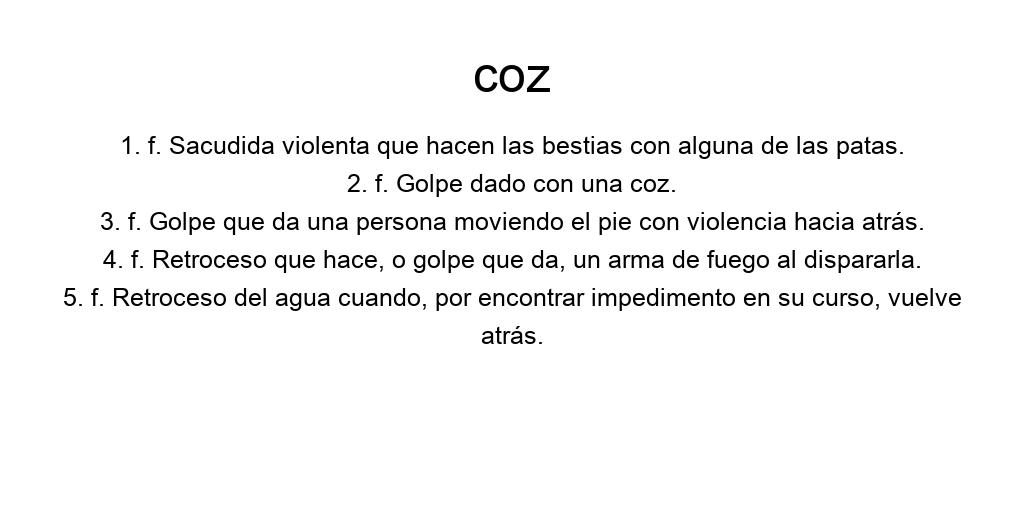 coz
1. f. Sacudida violenta que hacen las bestias con alguna de las patas.
2. f. Golpe dado con una coz.
3. f. Golpe que da una persona moviendo el pie con violencia hacia atrás.
4. f. Retroceso que hace, o golpe que da, un arma de fuego al dispararla.
5. f. Retroceso del agua cuando, por encontrar impedimento en su curso, vuelve
atrás.